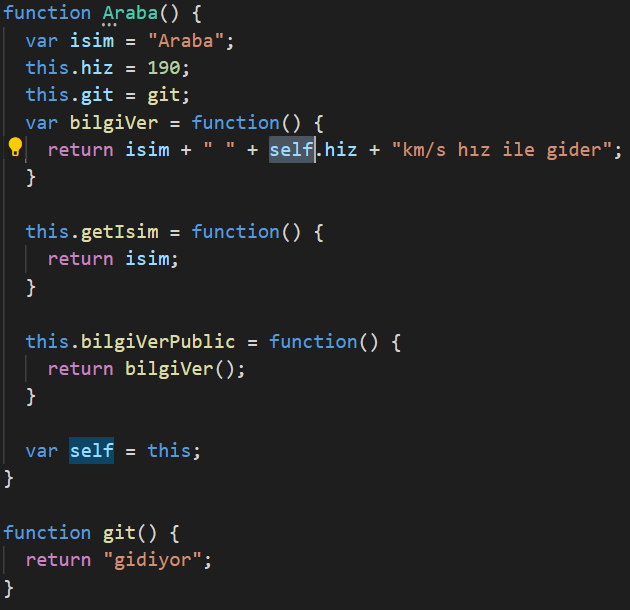 function Araba() {
  var isim = "Araba";
  this.hiz = 190;
  this.git = git;
  var bilgiVer = function() {
    return isim + " " + self.hiz + "km/s hız ile gider";
  }

  this.getIsim = function() {
    return isim;
  }

  this.bilgiVerPublic = function() {
    return bilgiVer();
  }

  var self = this;
}

function git() {
  return "gidiyor";
}